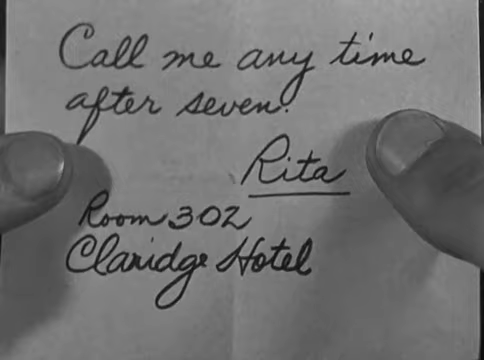 Call me any time
after seven.
Rita
Room 302
Claridge Hotel